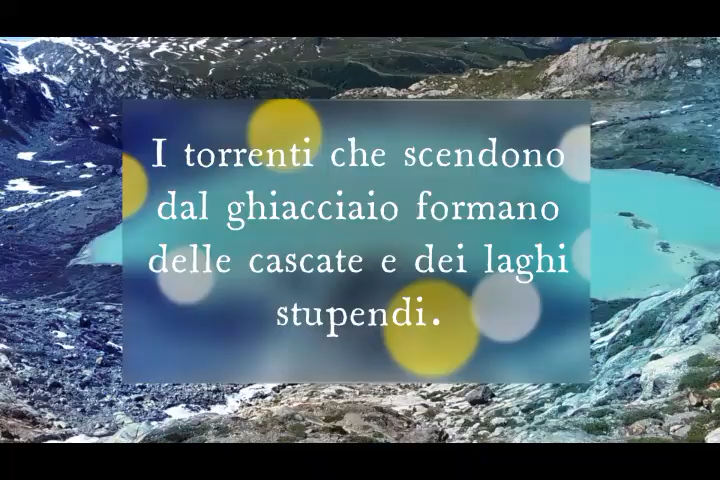 I torrenti che scendono
dal ghiacciaio formano
delle cascate e dei laghi
stupendi.